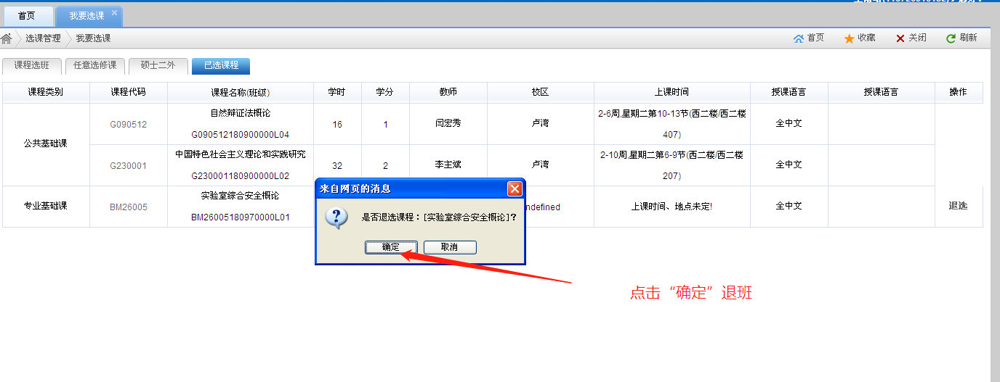 首页
我要选课
选课管理
我要选课
首页
收藏
关闭
刷新
课程选班
任意选修课
硕士二外
已选课程
课程类别
课程代码
课程名称(班级)
学时
学分
教师
校区
上课时间
授课语言
授课语言
操作
公共基础课
G090512
自然辩证法概论
G090512180900000L04
16
1
闫宏秀
卢湾
2-6周,星期二第10-13节(西二楼/西二楼
407)
全中文
G230001
中国特色社会主义理论和实践研究
G230001180900000L02
32
2
李主斌
卢湾
2-10周,星期二第6-9节(西二楼/西二楼
207)
全中文
专业基础课
BM26005
实验室综合安全概论
BM26005180970000L01
ndefined
上课时间、地点未定!
全中文
退选
来自网页的消息
是否退选课程：[实验室综合安全概论]?
确定
取消
点击“确定”退班